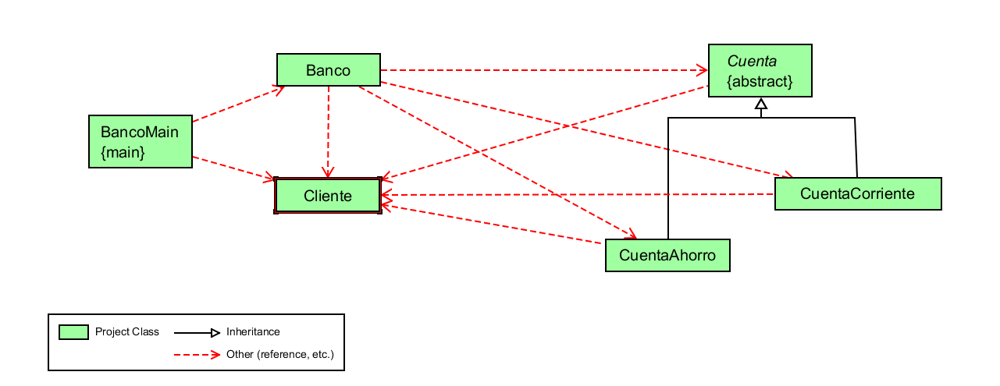 Banco
Cuenta
{abstract}
BancoMain
{main}
Cliente
CuentaCorriente
CuentaAhorro
Project Class
Inheritance
Other (reference, etc.)